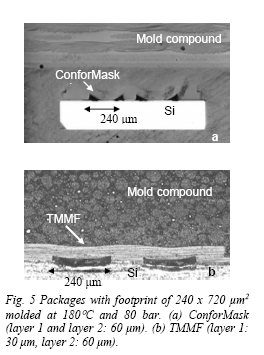 Mold compound
ConforMask
Si
240 µm
a
Mold compound
TMMF
Si
b
240 µm
Fig. 5 Packages with footprint of 240 x 720 µm²
molded at 180°C and 80 bar. (a) ConforMask
(layer 1 and layer 2: 60 µm). (b) TMMF (layer 1:
30 µm, layer 2: 60 µm).